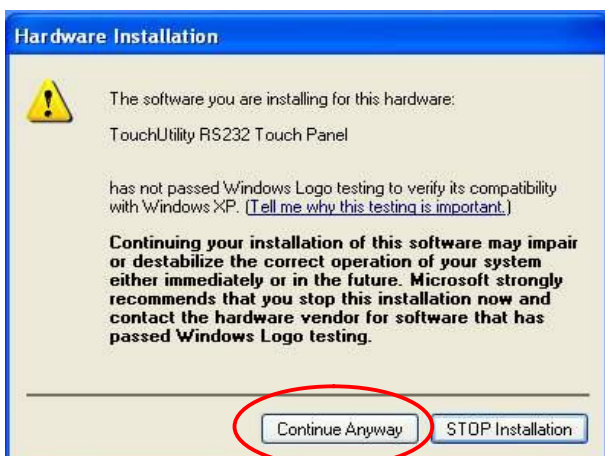 Hardware Installation
The software you are installing for this hardware:
TouchUtility RS232 Touch Panel
has not passed Windows Logo testing to verify its compatibility
with Windows XP. (Tell me why this testing is important.)
Continuing your installation of this software may impair
or destabilize the correct operation of your system
either immediately or in the future. Microsoft strongly
recommends that you stop this installation now and
contact the hardware vendor for software that has
passed Windows Logo testing.
Continue Anyway STOP Installation